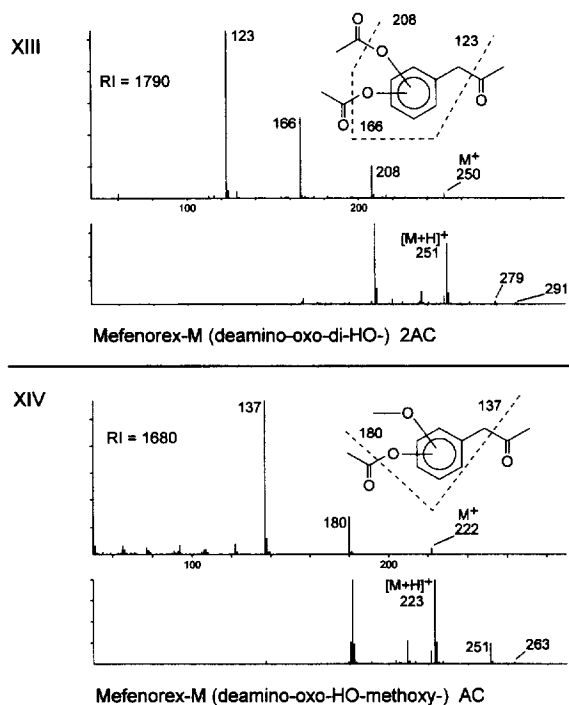 XIII
RI = 1790
123
166
208
M⁺
250
208
123
166
O
O
O
O
O
100
200
[M+H]⁺
251
279
291
Mefenorex-M (deamino-oxo-di-HO-) 2AC
XIV
RI = 1680
137
180
M⁺
222
180
137
O
O
O
O
100
200
[M+H]⁺
223
251
263
Mefenorex-M (deamino-oxo-HO-methoxy-) AC